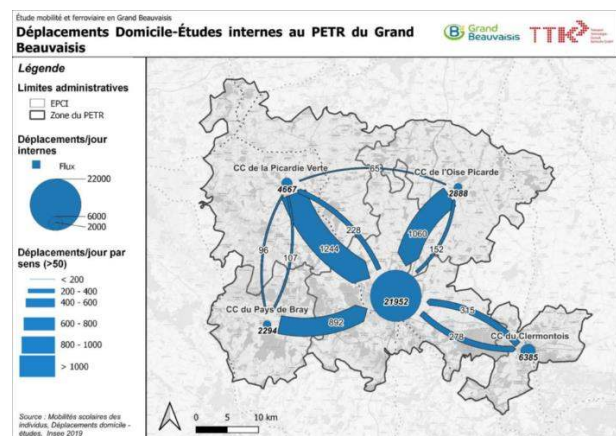 Étude mobilité et ferroviaire en Grand Beauvaisis
Déplacements Domicile-Études internes au PETR du Grand
Beauvaisis
Grand
Beauvaisis
TTK
Légende
Limites administratives
EPCI
Zone du PETR
Déplacements/jour
internes
Flux
22000
6000
2000
Déplacements/jour par
sens (>50)
< 200
200 - 400
400 - 600
600 - 800
800 - 1000
> 1000
CC de la Picardie Verte
4667
CC de l'Oise Picarde
2888
1244
228
1060
152
96
107
CC du Pays de Bray
2294
892
21952
315
278
CC du Clermontois
6385
0
5
10 km
Source : Mobilités scolaires des
individus, Déplacements domicile -
études, Insee 2019